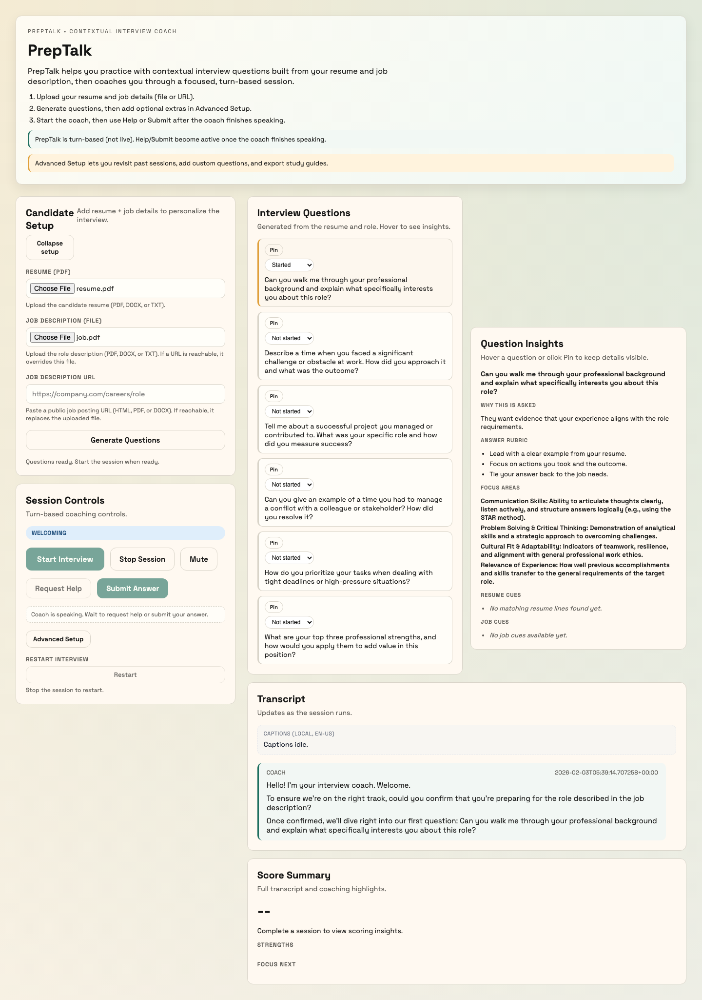 PREPTALK • CONTEXTUAL INTERVIEW COACH
PrepTalk
PrepTalk helps you practice with contextual interview questions built from your resume and job
description, then coaches you through a focused, turn-based session.
1. Upload your resume and job details (file or URL).
2. Generate questions, then add optional extras in Advanced Setup.
3. Start the coach, then use Help or Submit after the coach finishes speaking.
PrepTalk is turn-based (not live). Help/Submit become active once the coach finishes speaking.
Advanced Setup lets you revisit past sessions, add custom questions, and export study guides.
Candidate
Setup
Add resume + job details to personalize the
interview.
Collapse
setup
RESUME (PDF)
Choose File resume.pdf
Upload the candidate resume (PDF, DOCX, or TXT).
JOB DESCRIPTION (FILE)
Choose File job.pdf
Upload the role description (PDF, DOCX, or TXT). If a URL is reachable, it
overrides this file.
JOB DESCRIPTION URL
https://company.com/careers/role
Paste a public job posting URL (HTML, PDF, or DOCX). If reachable, it
replaces the uploaded file.
Generate Questions
Questions ready. Start the session when ready.
Session Controls
Turn-based coaching controls.
WELCOMING
Start Interview
Stop Session
Mute
Request Help
Submit Answer
Coach is speaking. Wait to request help or submit your answer.
Advanced Setup
RESTART INTERVIEW
Restart
Stop the session to restart.
Interview Questions
Generated from the resume and role. Hover to see insights.
Pin
Started
Can you walk me through your professional
background and explain what specifically interests
you about this role?
Pin
Not started
Describe a time when you faced a significant
challenge or obstacle at work. How did you approach it
and what was the outcome?
Pin
Not started
Tell me about a successful project you managed or
contributed to. What was your specific role and how
did you measure success?
Pin
Not started
Can you give an example of a time you had to manage
a conflict with a colleague or stakeholder? How did
you resolve it?
Pin
Not started
How do you prioritize your tasks when dealing with
tight deadlines or high-pressure situations?
Pin
Not started
What are your top three professional strengths, and
how would you apply them to add value in this
position?
Question Insights
Hover a question or click Pin to keep details visible.
Can you walk me through your professional background
and explain what specifically interests you about this
role?
WHY THIS IS ASKED
They want evidence that your experience aligns with the role
requirements.
ANSWER RUBRIC
• Lead with a clear example from your resume.
• Focus on actions you took and the outcome.
• Tie your answer back to the job needs.
FOCUS AREAS
Communication Skills: Ability to articulate thoughts clearly,
listen actively, and structure answers logically (e.g., using the
STAR method).
Problem Solving & Critical Thinking: Demonstration of analytical
skills and a strategic approach to overcoming challenges.
Cultural Fit & Adaptability: Indicators of teamwork, resilience,
and alignment with general professional work ethics.
Relevance of Experience: How well previous accomplishments
and skills transfer to the general requirements of the target
role.
RESUME CUES
• No matching resume lines found yet.
JOB CUES
• No job cues available yet.
Transcript
Updates as the session runs.
CAPTIONS (LOCAL, EN-US)
Captions idle.
COACH 2026-02-03T05:39:14.707258+00:00
Hello! I’m your interview coach. Welcome.
To ensure we’re on the right track, could you confirm that you’re preparing for the role described in the job
description?
Once confirmed, we’ll dive right into our first question: Can you walk me through your professional background
and explain what specifically interests you about this role?
Score Summary
Full transcript and coaching highlights.
--
Complete a session to view scoring insights.
STRENGTHS
FOCUS NEXT